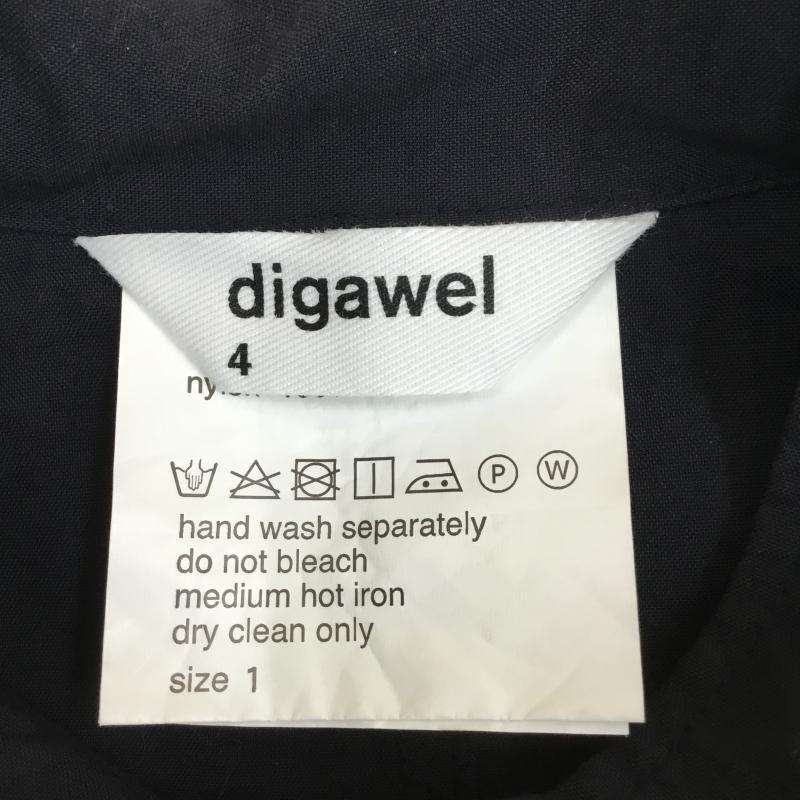 digawel
4
P W
hand wash separately
do not bleach
medium hot iron
dry clean only
size 1